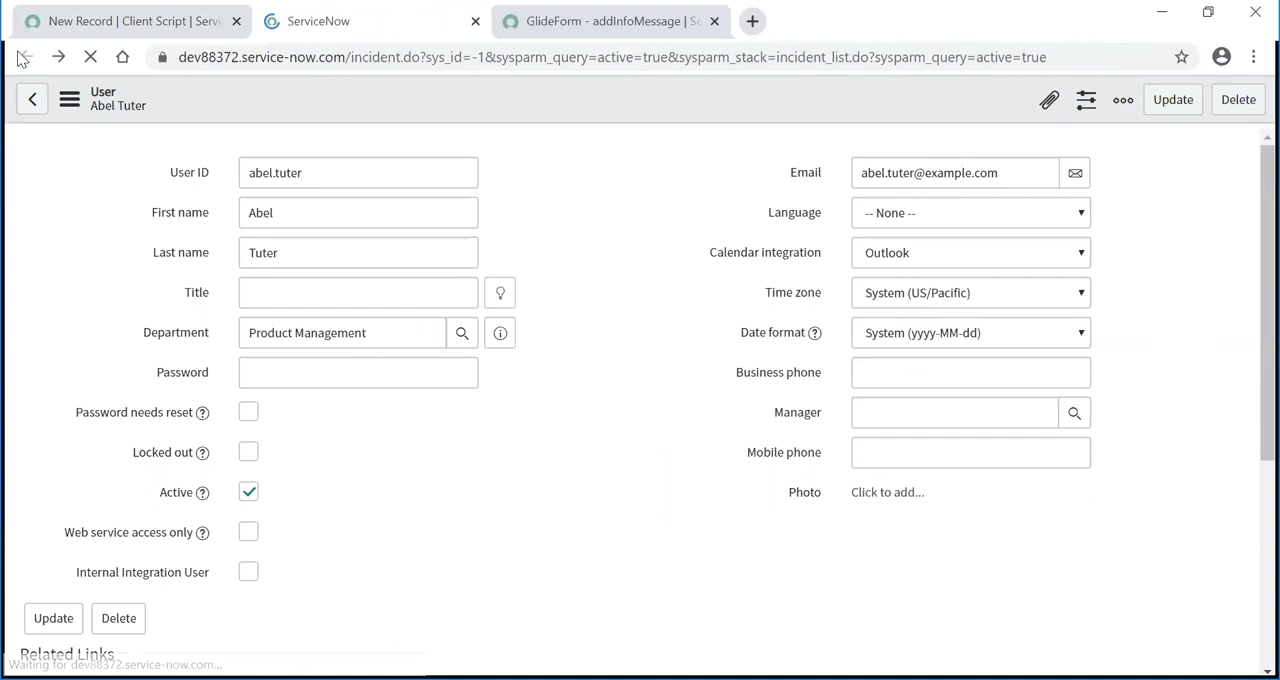 New Record | Client Script | Servi
ServiceNow
GlideForm - addInfoMessage | Se
dev88372.service-now.com/incident.do?sys_id=-1&sysparm_query=active=true&sysparm_stack=incident_list.do?sysparm_query=active=true
User
Abel Tuter
Update
Delete
User ID
abel.tuter
Email
abel.tuter@example.com
First name
Abel
Language
-- None --
Last name
Tuter
Calendar integration
Outlook
Title
Time zone
System (US/Pacific)
Department
Product Management
Date format
System (yyyy-MM-dd)
Password
Business phone
Password needs reset
Manager
Locked out
Mobile phone
Active
Photo
Click to add...
Web service access only
Internal Integration User
Update
Delete
Related Links
Waiting for dev88372.service-now.com...